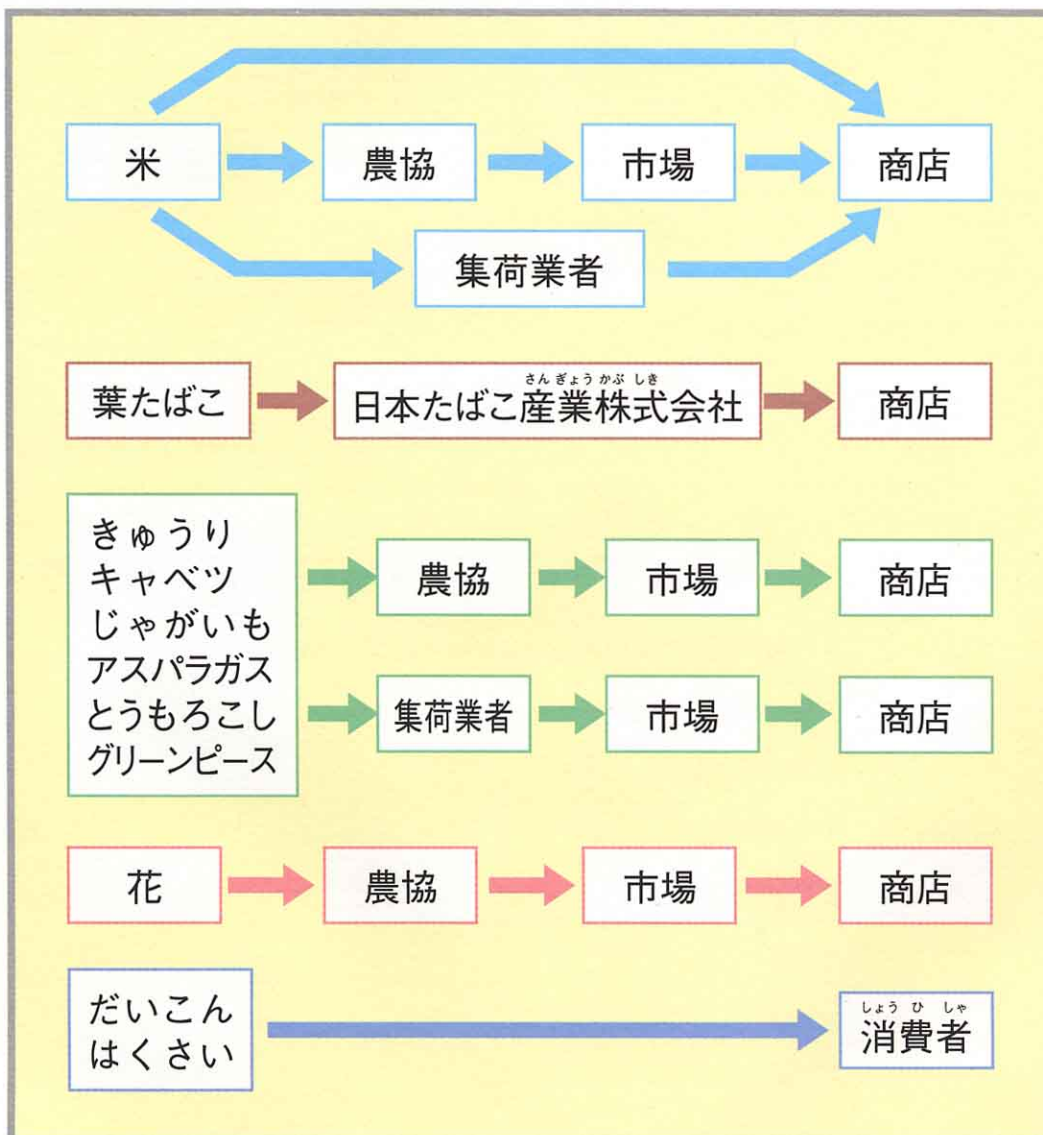 米
農協
市場
商店
集荷業者
葉たばこ
さんぎょうかぶしき
日本たばこ産業株式会社
商店
きゅうり
キャベツ
じゃがいも
アスパラガス
とうもろこし
グリーンピース
農協
市場
商店
集荷業者
市場
商店
花
農協
市場
商店
だいこん
はくさい
しょうひしゃ
消費者